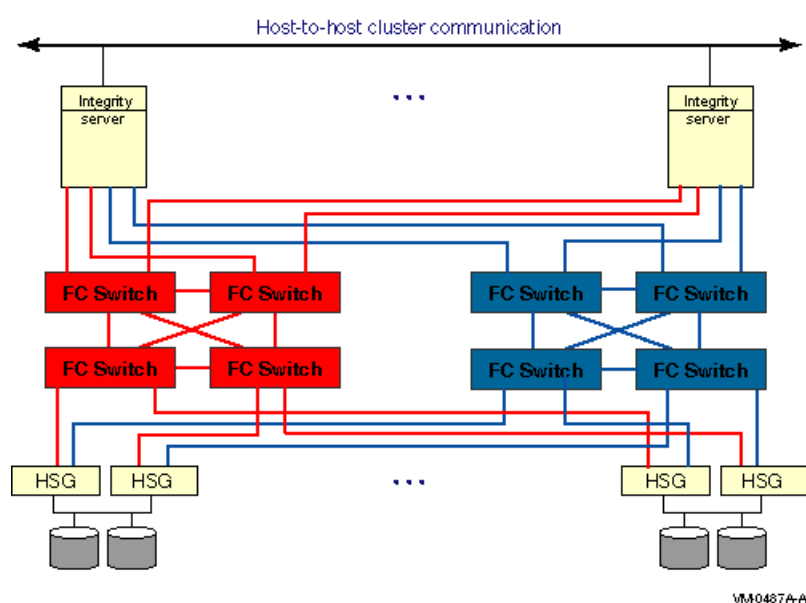 Host-to-host cluster communication
Integrity
server
...
Integrity
server
FC Switch
FC Switch
FC Switch
FC Switch
FC Switch
FC Switch
FC Switch
FC Switch
HSG
HSG
...
HSG
HSG
VM-0487A-AI